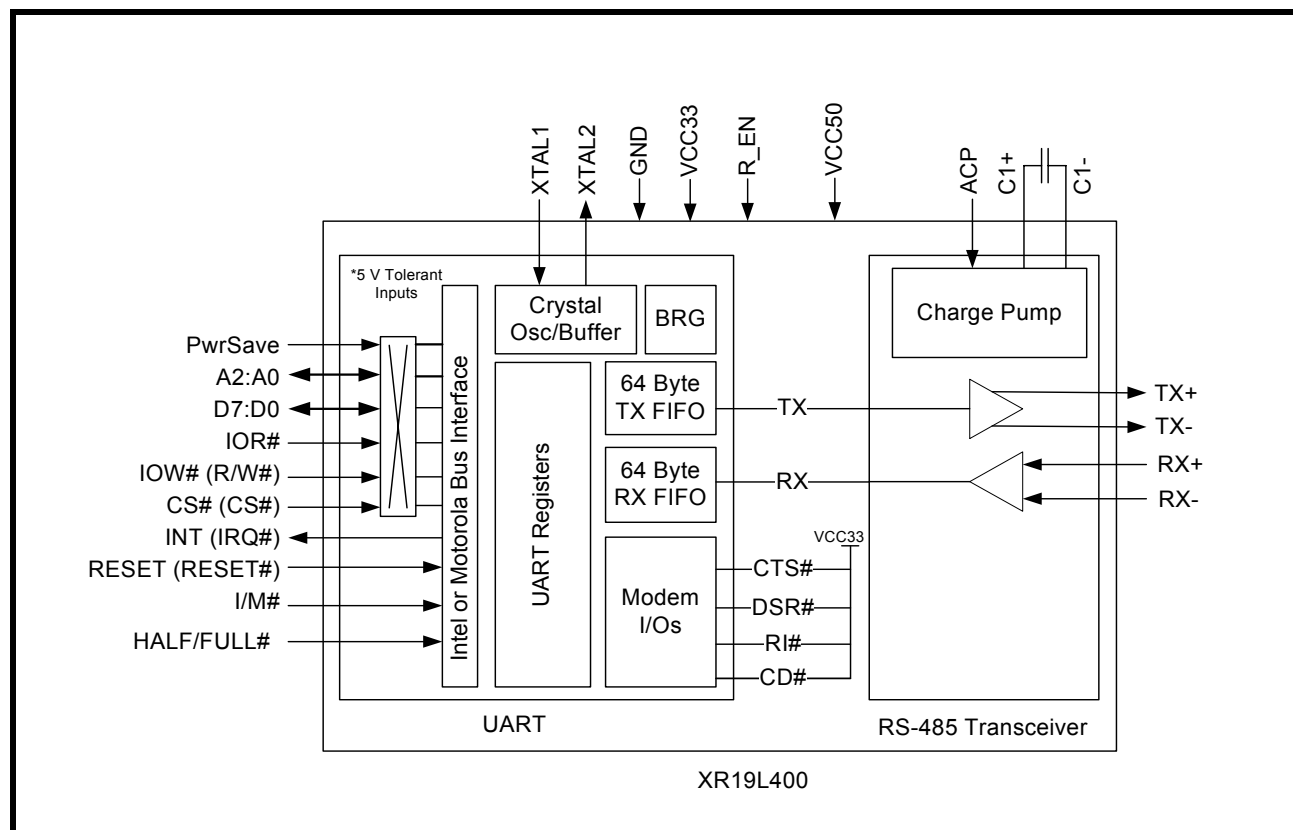 XTAL1
XTAL2
GND
VCC33
R_EN
VCC50
ACP
C1+
C1-
*5 V Tolerant
Inputs
PwrSave
A2:A0
D7:D0
IOR#
IOW# (R/W#)
CS# (CS#)
INT (IRQ#)
RESET (RESET#)
I/M#
HALF/FULL#
Intel or Motorola Bus Interface
Crystal
Osc/Buffer
BRG
UART Registers
64 Byte
TX FIFO
64 Byte
RX FIFO
Modem
I/Os
TX
RX
VCC33
CTS#
DSR#
RI#
CD#
Charge Pump
TX+
TX-
RX+
RX-
UART
RS-485 Transceiver
XR19L400